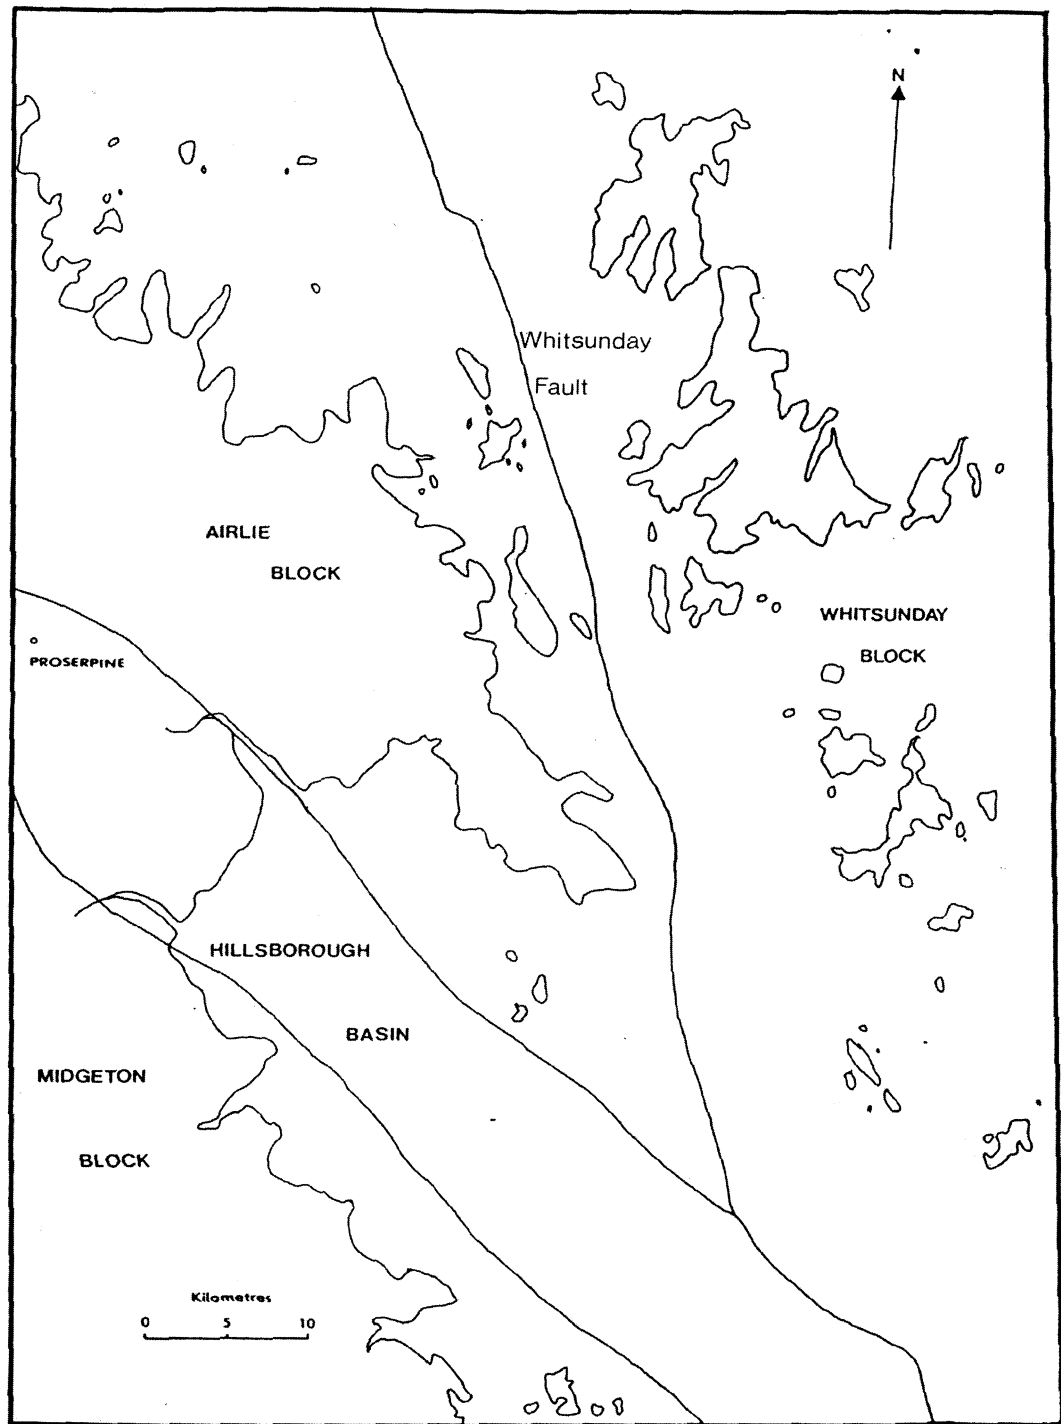 N
Whitsunday
Fault
AIRLIE
BLOCK
WHITSUNDAY
BLOCK
PROSERPINE
HILLSBOROUGH
BASIN
MIDGETON
BLOCK
Kilometres
0 5 10